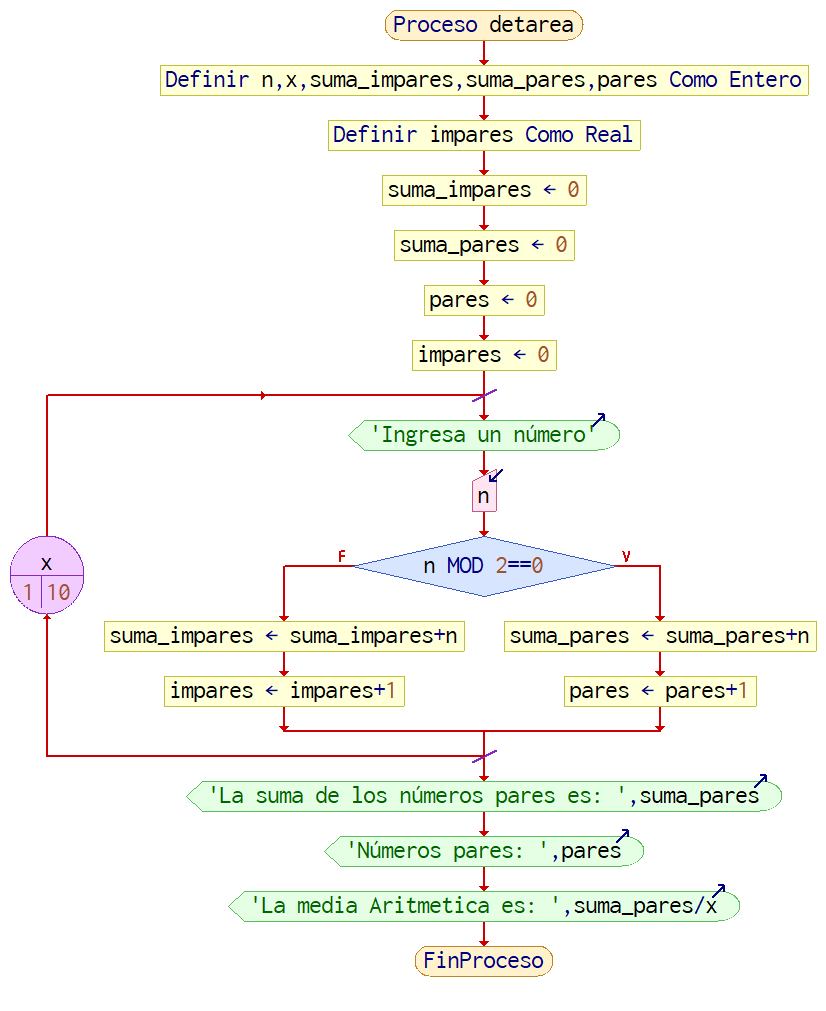 Proceso detarea
Definir n,x,suma_impares,suma_pares,pares Como Entero
Definir impares Como Real
suma_impares ← 0
suma_pares ← 0
pares ← 0
impares ← 0
'Ingresa un número'
n
n MOD 2==0
F
V
x
1 10
suma_impares ← suma_impares+n
suma_pares ← suma_pares+n
impares ← impares+1
pares ← pares+1
'La suma de los números pares es: ',suma_pares
'Números pares: ',pares
'La media Aritmetica es: ',suma_pares/x
FinProceso